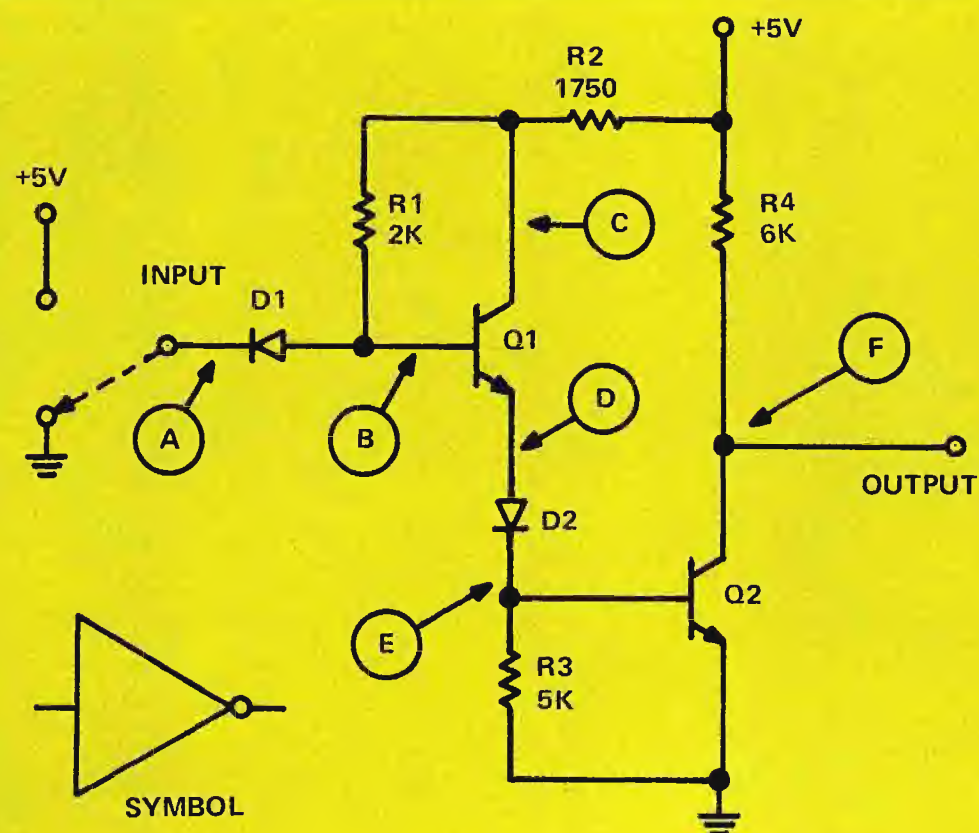 +5V
R2
1750
+5V
R1
2K
C
R4
6K
INPUT
D1
Q1
F
A
B
D
OUTPUT
D2
Q2
E
R3
5K
SYMBOL